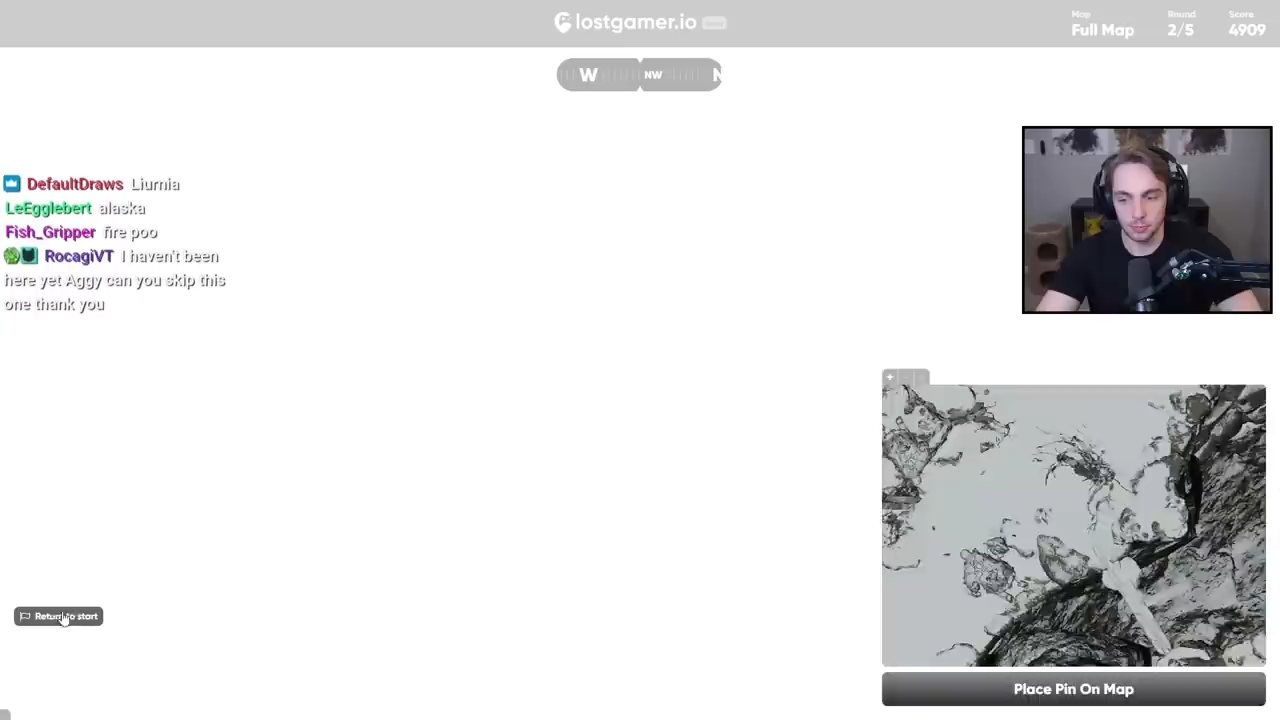 lostgamer.io
Map
Full Map
Round
2/5
Score
4909
W
NW
N
DefaultDraws Liurnia
LeEgglebert alaska
Fish_Gripper fire poo
RocagiVT I haven't been
here yet Aggy can you skip this
one thank you
Return to start
Place Pin On Map